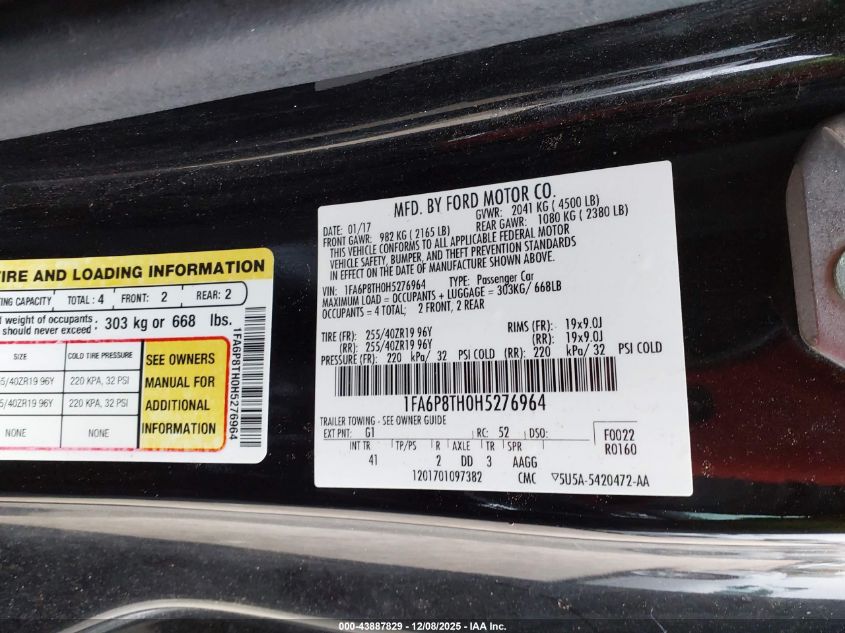 TIRE AND LOADING INFORMATION
CAPACITY TOTAL : 4 FRONT: 2 REAR: 2
weight of occupants
should never exceed : 303 kg or 668 lbs.
SIZE COLD TIRE PRESSURE
/40ZR19 96Y 220 KPA, 32 PSI
/40ZR19 96Y 220 KPA, 32 PSI
NONE NONE
SEE OWNERS
MANUAL FOR
ADDITIONAL
INFORMATION
1FA6P8TH0H5276964
MFD. BY FORD MOTOR CO.
DATE: 01/17 GVWR: 2041 KG ( 4500 LB)
FRONT GAWR: 982 KG ( 2165 LB) REAR GAWR: 1080 KG ( 2380 LB)
THIS VEHICLE CONFORMS TO ALL APPLICABLE FEDERAL MOTOR
VEHICLE SAFETY, BUMPER, AND THEFT PREVENTION STANDARDS
IN EFFECT ON THE DATE OF MANUFACTURE SHOWN ABOVE.
VIN: 1FA6P8TH0H5276964 TYPE: Passenger Car
MAXIMUM LOAD = OCCUPANTS + LUGGAGE = 303KG/ 668LB
OCCUPANTS = 4 TOTAL; 2 FRONT, 2 REAR
TIRE (FR): 255/40ZR19 96Y RIMS (FR): 19x9.0J
(RR): 255/40ZR19 96Y (RR): 19x9.0J
PRESSURE (FR): 220 kPa/ 32 PSI COLD (RR): 220 kPa/ 32 PSI COLD
1FA6P8TH0H5276964
TRAILER TOWING - SEE OWNER GUIDE
EXT PNT: G1 RC: 52 DSO: F0022
INT TR TP/PS R AXLE TR SPR R0160
41 2 DD 3 AAGG
1201701097382 CMC ▽5U5A-5420472-AA
000-43887829 - 12/08/2025 - IAA Inc.